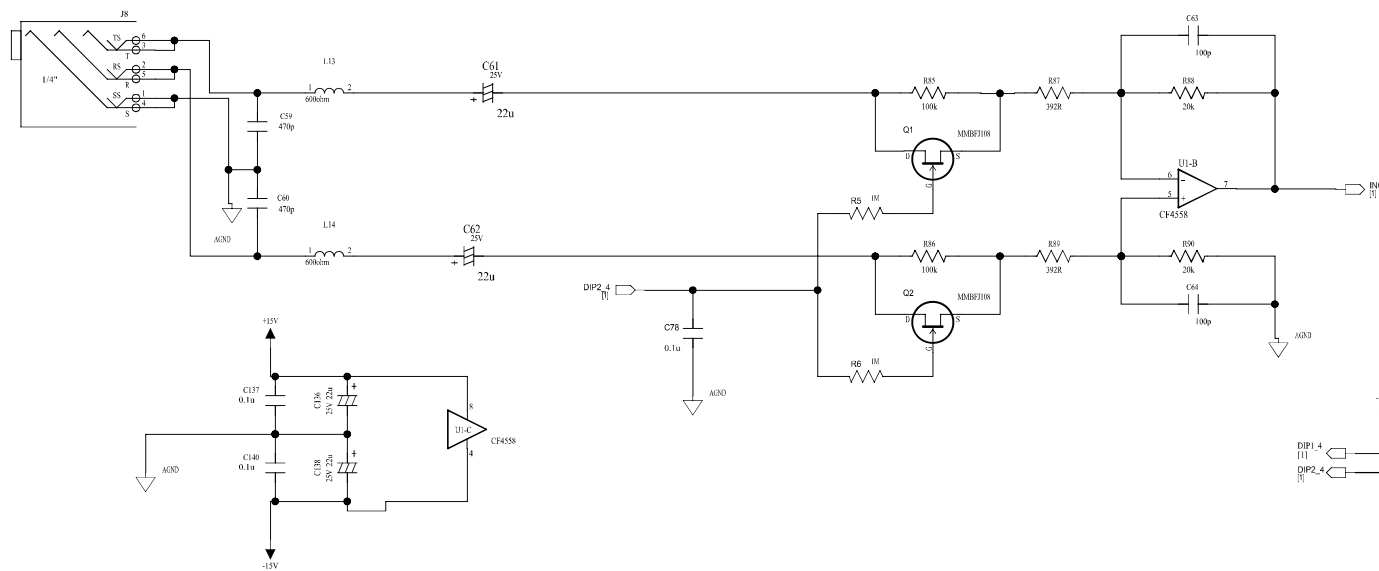 J8
TS 6
3
T
RS 2
5
R
SS 1
4
S
1/4"
L13
1 2
600ohm
C61
25V
+
22u
C59
470p
C60
470p
AGND
L14
1 2
600ohm
C62
25V
+
22u
R85
100k
Q1
MMBFJ108
D S
G
R5 1M
R87
392R
C63
100p
R88
20k
U1-B
6 -
5 +
7
CF4558
[1]
R86
100k
Q2
MMBFJ108
D S
G
R6 1M
R89
392R
R90
20k
C64
100p
AGND
DIP2_4
[1]
C78
0.1u
AGND
+15V
C137
0.1u
C136
25V 22u
+
8
U1-C
CF4558
4
C140
0.1u
C138
25V 22u
+
AGND
-15V
DIP1_4
[1]
DIP2_4
[1]